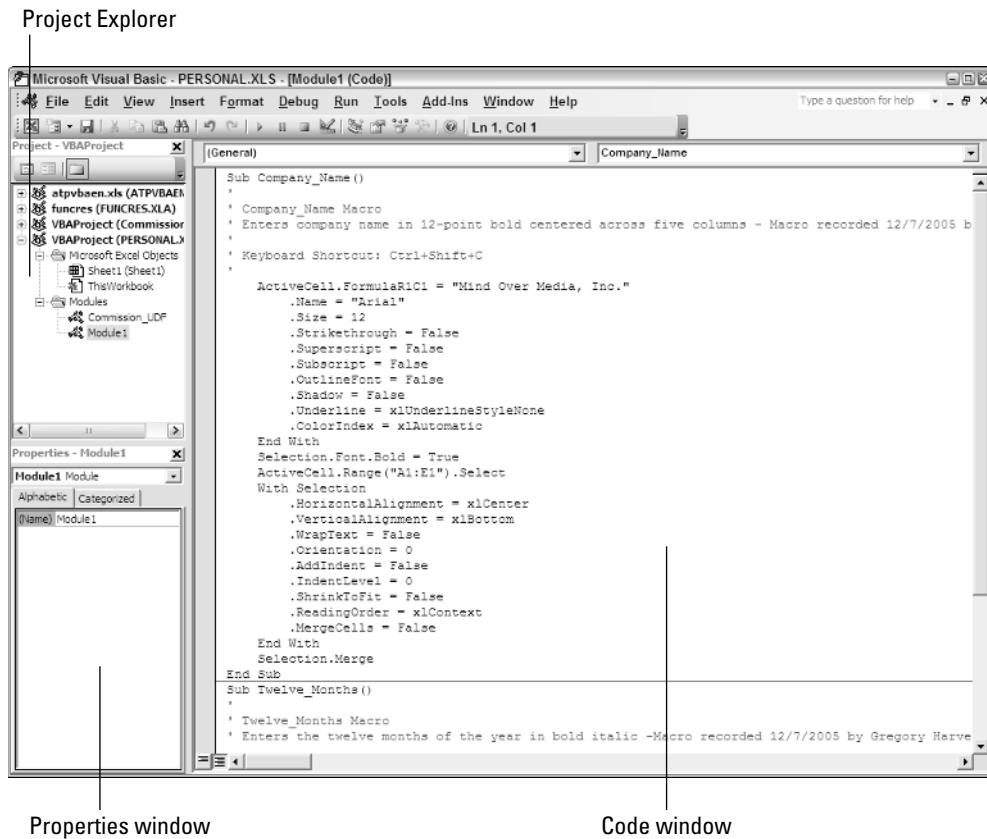 Project Explorer
Microsoft Visual Basic - PERSONAL.XLS - [Module1 (Code)]
File Edit View Insert Format Debug Run Tools Add-Ins Window Help
Type a question for help
Ln 1, Col 1
Project - VBAProject
atpvbaen.xls (ATPVBAEN
funcres (FUNCRES.XLA)
VBAProject (Commission
VBAProject (PERSONAL.X
Microsoft Excel Objects
Sheet1 (Sheet1)
ThisWorkbook
Modules
Commission_UDF
Module1
Properties - Module1
Module1 Module
Alphabetic Categorized
(Name) Module1
(General) Company_Name
Sub Company_Name()
'
' Company_Name Macro
' Enters company name in 12-point bold centered across five columns - Macro recorded 12/7/2005 b
'
' Keyboard Shortcut: Ctrl+Shift+C
'
ActiveCell.FormulaR1C1 = "Mind Over Media, Inc."
.Name = "Arial"
.Size = 12
.Strikethrough = False
.Superscript = False
.Subscript = False
.OutlineFont = False
.Shadow = False
.Underline = xlUnderlineStyleNone
.ColorIndex = xlAutomatic
End With
Selection.Font.Bold = True
ActiveCell.Range("A1:E1").Select
With Selection
.HorizontalAlignment = xlCenter
.VerticalAlignment = xlBottom
.WrapText = False
.Orientation = 0
.AddIndent = False
.IndentLevel = 0
.ShrinkToFit = False
.ReadingOrder = xlContext
.MergeCells = False
End With
Selection.Merge
End Sub
Sub Twelve_Months()
'
' Twelve_Months Macro
' Enters the twelve months of the year in bold italic -Macro recorded 12/7/2005 by Gregory Harve
Properties window
Code window